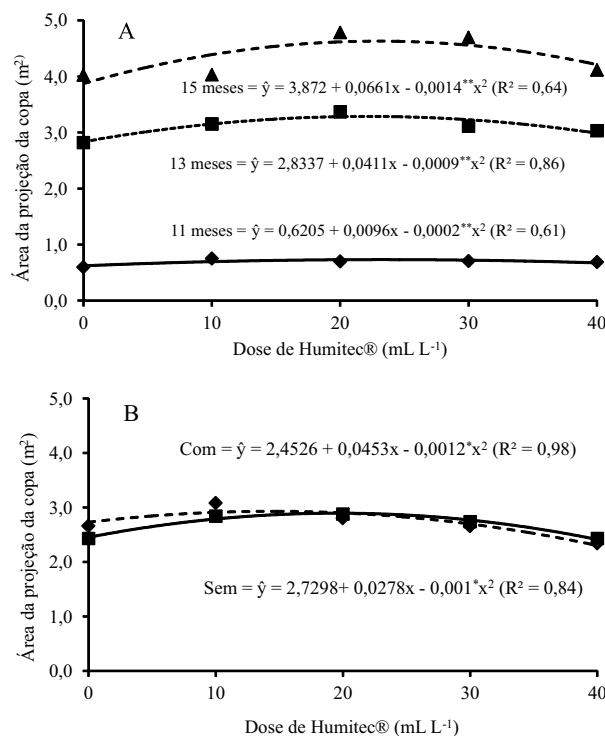 A
Área da projeção da copa (m²)
5,0
4,0
3,0
2,0
1,0
0,0
15 meses = ŷ = 3,872 + 0,0661x - 0,0014**x² (R² = 0,64)
13 meses = ŷ = 2,8337 + 0,0411x - 0,0009**x² (R² = 0,86)
11 meses = ŷ = 0,6205 + 0,0096x - 0,0002**x² (R² = 0,61)
0 10 20 30 40
Dose de Humitec® (mL L⁻¹)
B
Área da projeção da copa (m²)
5,0
4,0
3,0
2,0
1,0
0,0
Com = ŷ = 2,4526 + 0,0453x - 0,0012*x² (R² = 0,98)
Sem = ŷ = 2,7298+ 0,0278x - 0,001*x² (R² = 0,84)
0 10 20 30 40
Dose de Humitec® (mL L⁻¹)